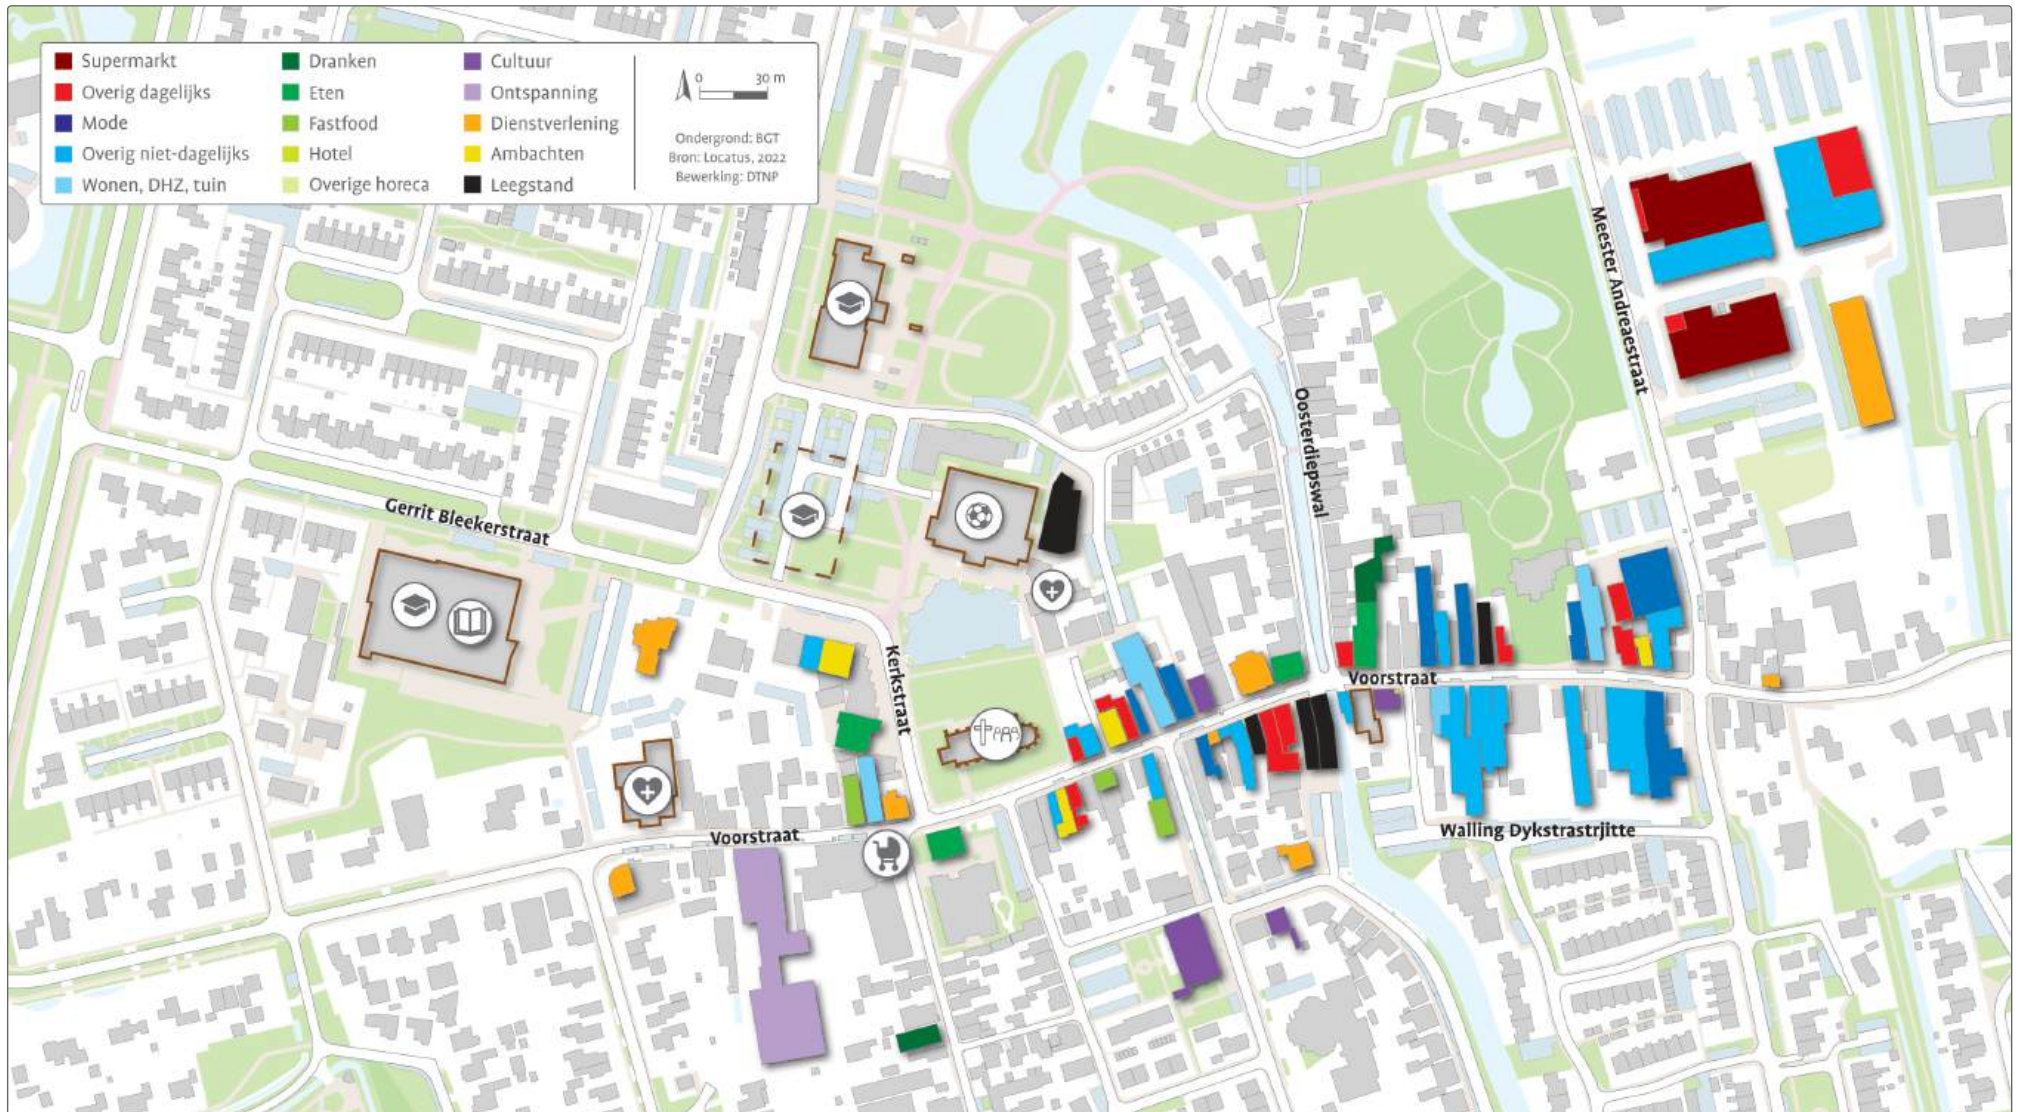 Supermarkt
Overig dagelijks
Mode
Overig niet-dagelijks
Wonen, DHZ, tuin
Dranken
Eten
Fastfood
Hotel
Overige horeca
Cultuur
Ontspanning
Dienstverlening
Ambachten
Leegstand
0 30 m
Ondergrond: BGT
Bron: Locatus, 2022
Bewerking: DTNP
Meester Andreaestraat
Oosterdiepswal
Gerrit Bleekerstraat
Kerkstraat
Voorstraat
Voorstraat
Walling Dykstrastrjitte